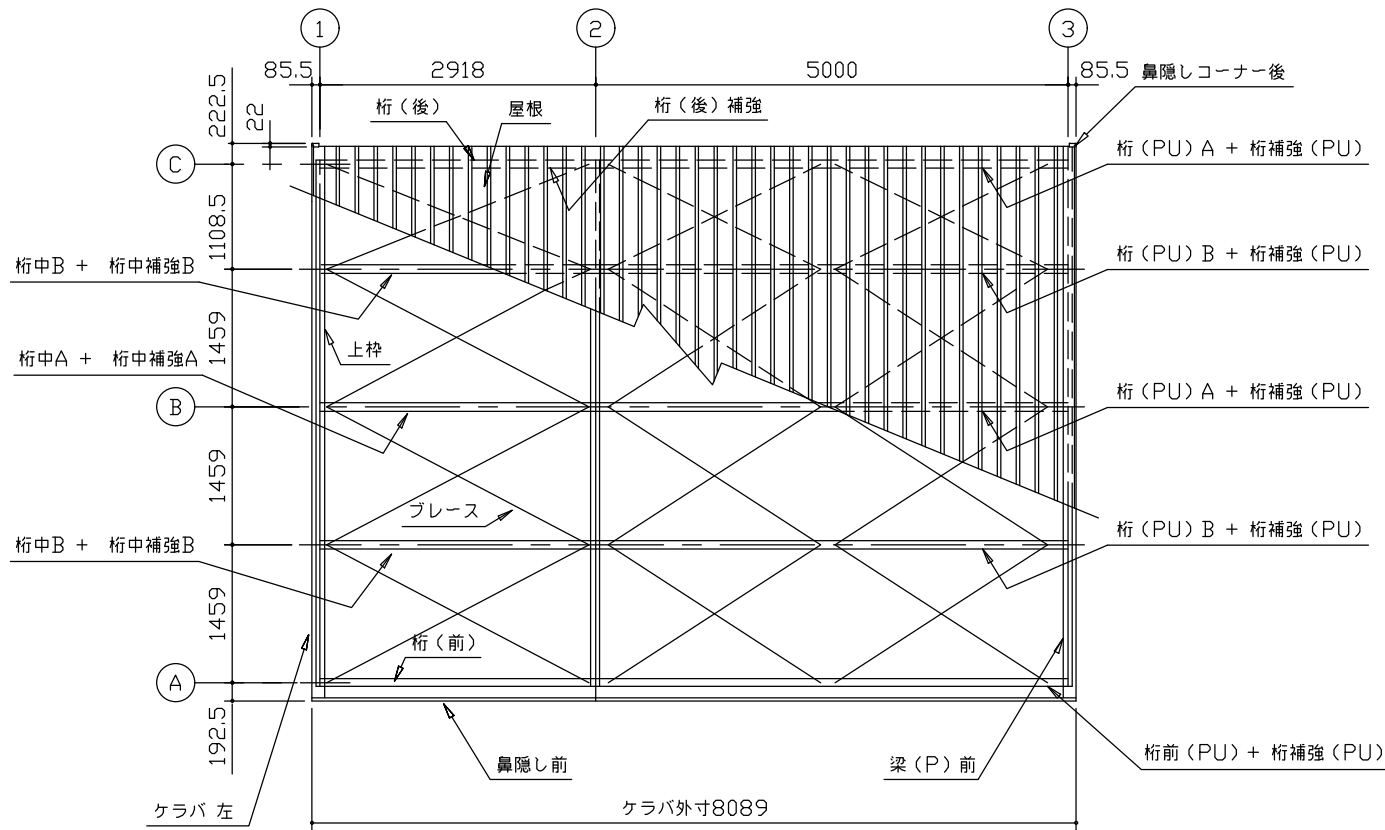 1
2
3
85.5
2918
5000
85.5
鼻隠しコーナー後
222.5
22
桁(後)
屋根
桁(後)補強
C
桁(PU)A + 桁補強(PU)
1108.5
桁中B + 桁中補強B
桁(PU)B + 桁補強(PU)
1459
上枠
桁中A + 桁中補強A
B
桁(PU)A + 桁補強(PU)
1459
ブレース
桁中B + 桁中補強B
桁(PU)B + 桁補強(PU)
1459
桁(前)
A
192.5
鼻隠し前
梁(P)前
桁前(PU)+ 桁補強(PU)
ケラバ 左
ケラバ外寸8089